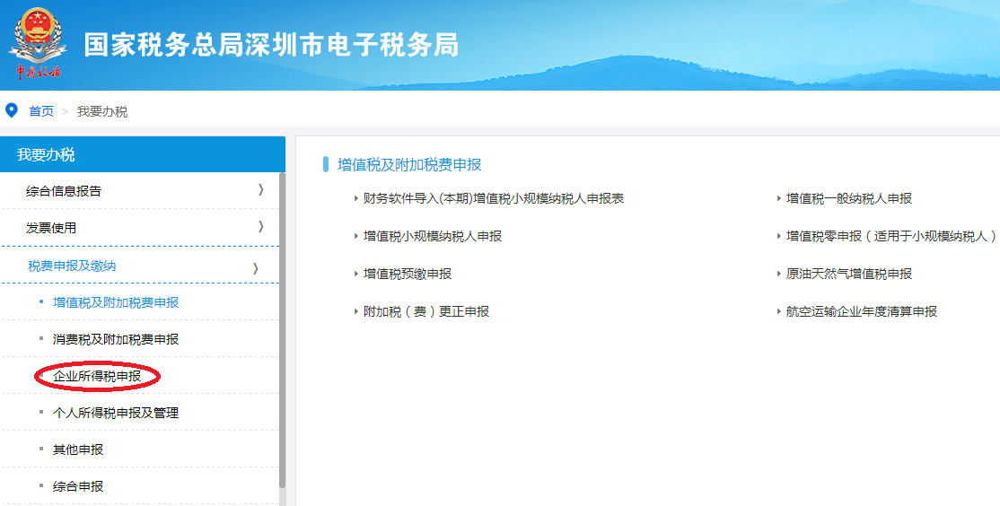 国家税务总局深圳市电子税务局
中国税务
首页 > 我要办税
我要办税
综合信息报告
发票使用
税费申报及缴纳
增值税及附加税费申报
消费税及附加税费申报
企业所得税申报
个人所得税申报及管理
其他申报
综合申报
增值税及附加税费申报
财务软件导入(本期)增值税小规模纳税人申报表
增值税一般纳税人申报
增值税小规模纳税人申报
增值税零申报（适用于小规模纳税人）
增值税预缴申报
原油天然气增值税申报
附加税（费）更正申报
航空运输企业年度清算申报